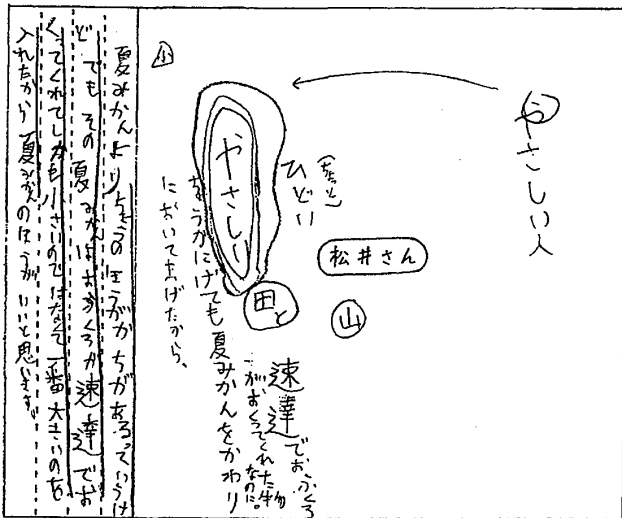 やさしい人
山
松井さん
速達でおふくろ
がおくってくれた物
なのに。
田と
(ちょっと)
ひどい
やさしい
ちょうがにげても夏みかんをかわり
においてあげたから、
小
夏みかんよりちょうのほうがかちがあるっていうけ
ど でも その 夏みかんはおふくろが速達でお
くってくれてしかも小さいのではなくて一番大きいのを
入れたから 夏みかんのほうがいいと思います。